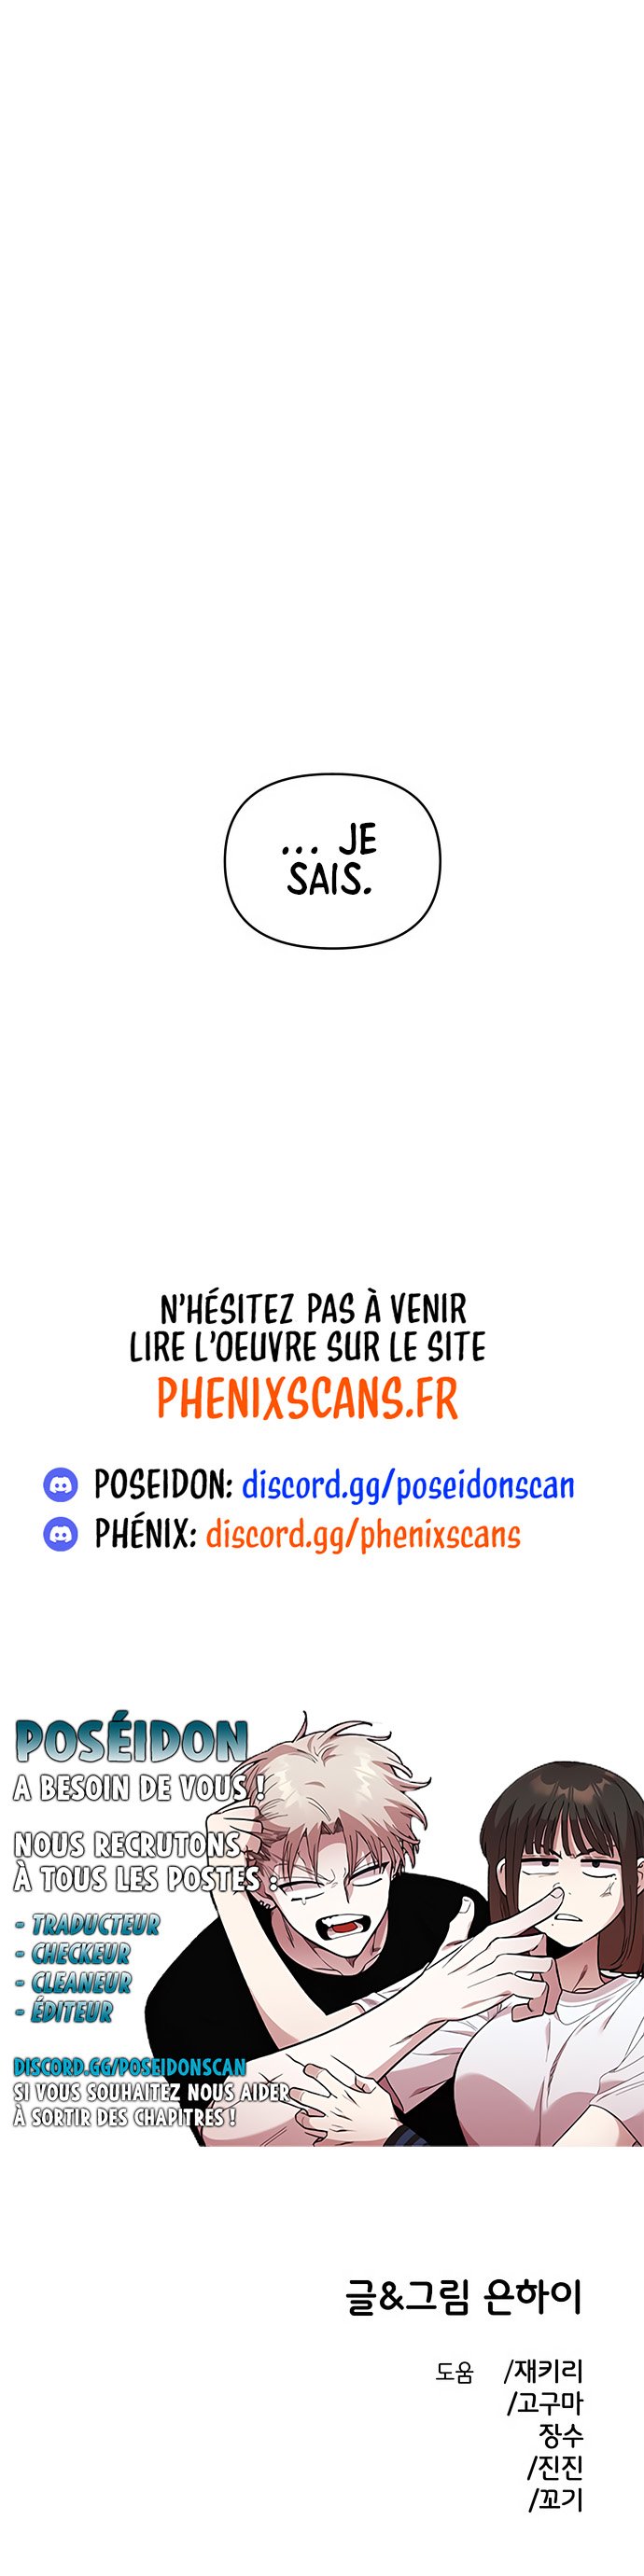 ... JE
SAIS.
N'HÉSITEZ PAS À VENIR
LIRE L'OEUVRE SUR LE SITE
PHENIXSCANS.FR
POSEIDON: discord.gg/poseidonscan
PHÉNIX: discord.gg/phenixscans
POSÉIDON
A BESOIN DE VOUS !
NOUS RECRUTONS
À TOUS LES POSTES :
- TRADUCTEUR
- CHECKEUR
- CLEANEUR
- ÉDITEUR
DISCORD.GG/POSEIDONSCAN
SI VOUS SOUHAITEZ NOUS AIDER
À SORTIR DES CHAPITRES !
글&그림 은하이
도움 /재키리
/고구마
장수
/진진
/꼬기